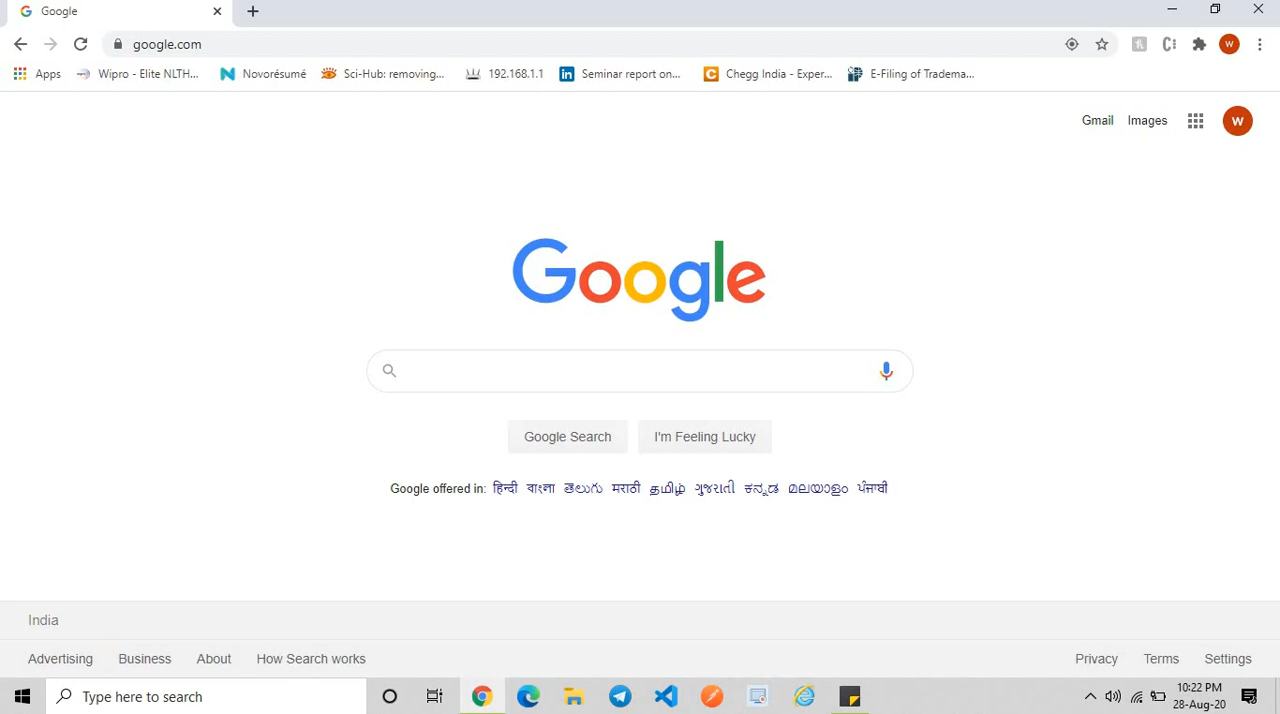 Google
google.com
Apps Wipro - Elite NLTH... Novorésumé Sci-Hub: removing... 192.168.1.1 Seminar report on... Chegg India - Exper... E-Filing of Tradema...
Gmail Images W
Google
Google Search I'm Feeling Lucky
Google offered in: हिन्दी বাংলা తెలుగు मराठी தமிழ் ગુજરાતી ಕನ್ನಡ മലയാളം ਪੰਜਾਬੀ
India
Advertising Business About How Search works Privacy Terms Settings
Type here to search 10:22 PM
28-Aug-20